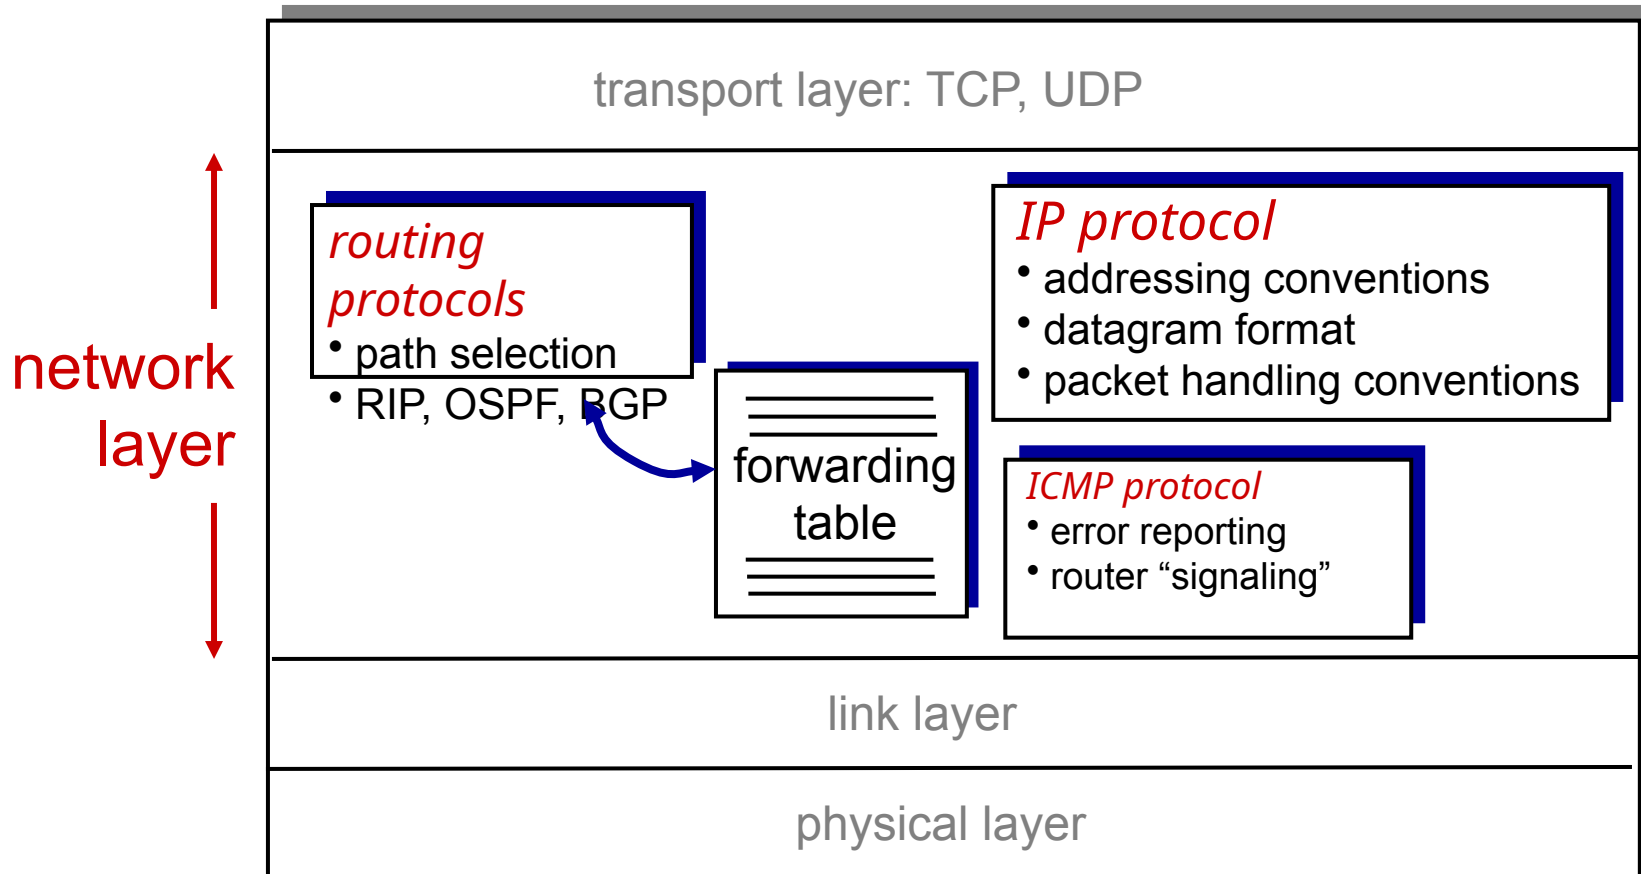 transport layer: TCP, UDP
network
layer
routing
protocols
• path selection
• RIP, OSPF, BGP
forwarding
table
IP protocol
• addressing conventions
• datagram format
• packet handling conventions
ICMP protocol
• error reporting
• router “signaling”
link layer
physical layer